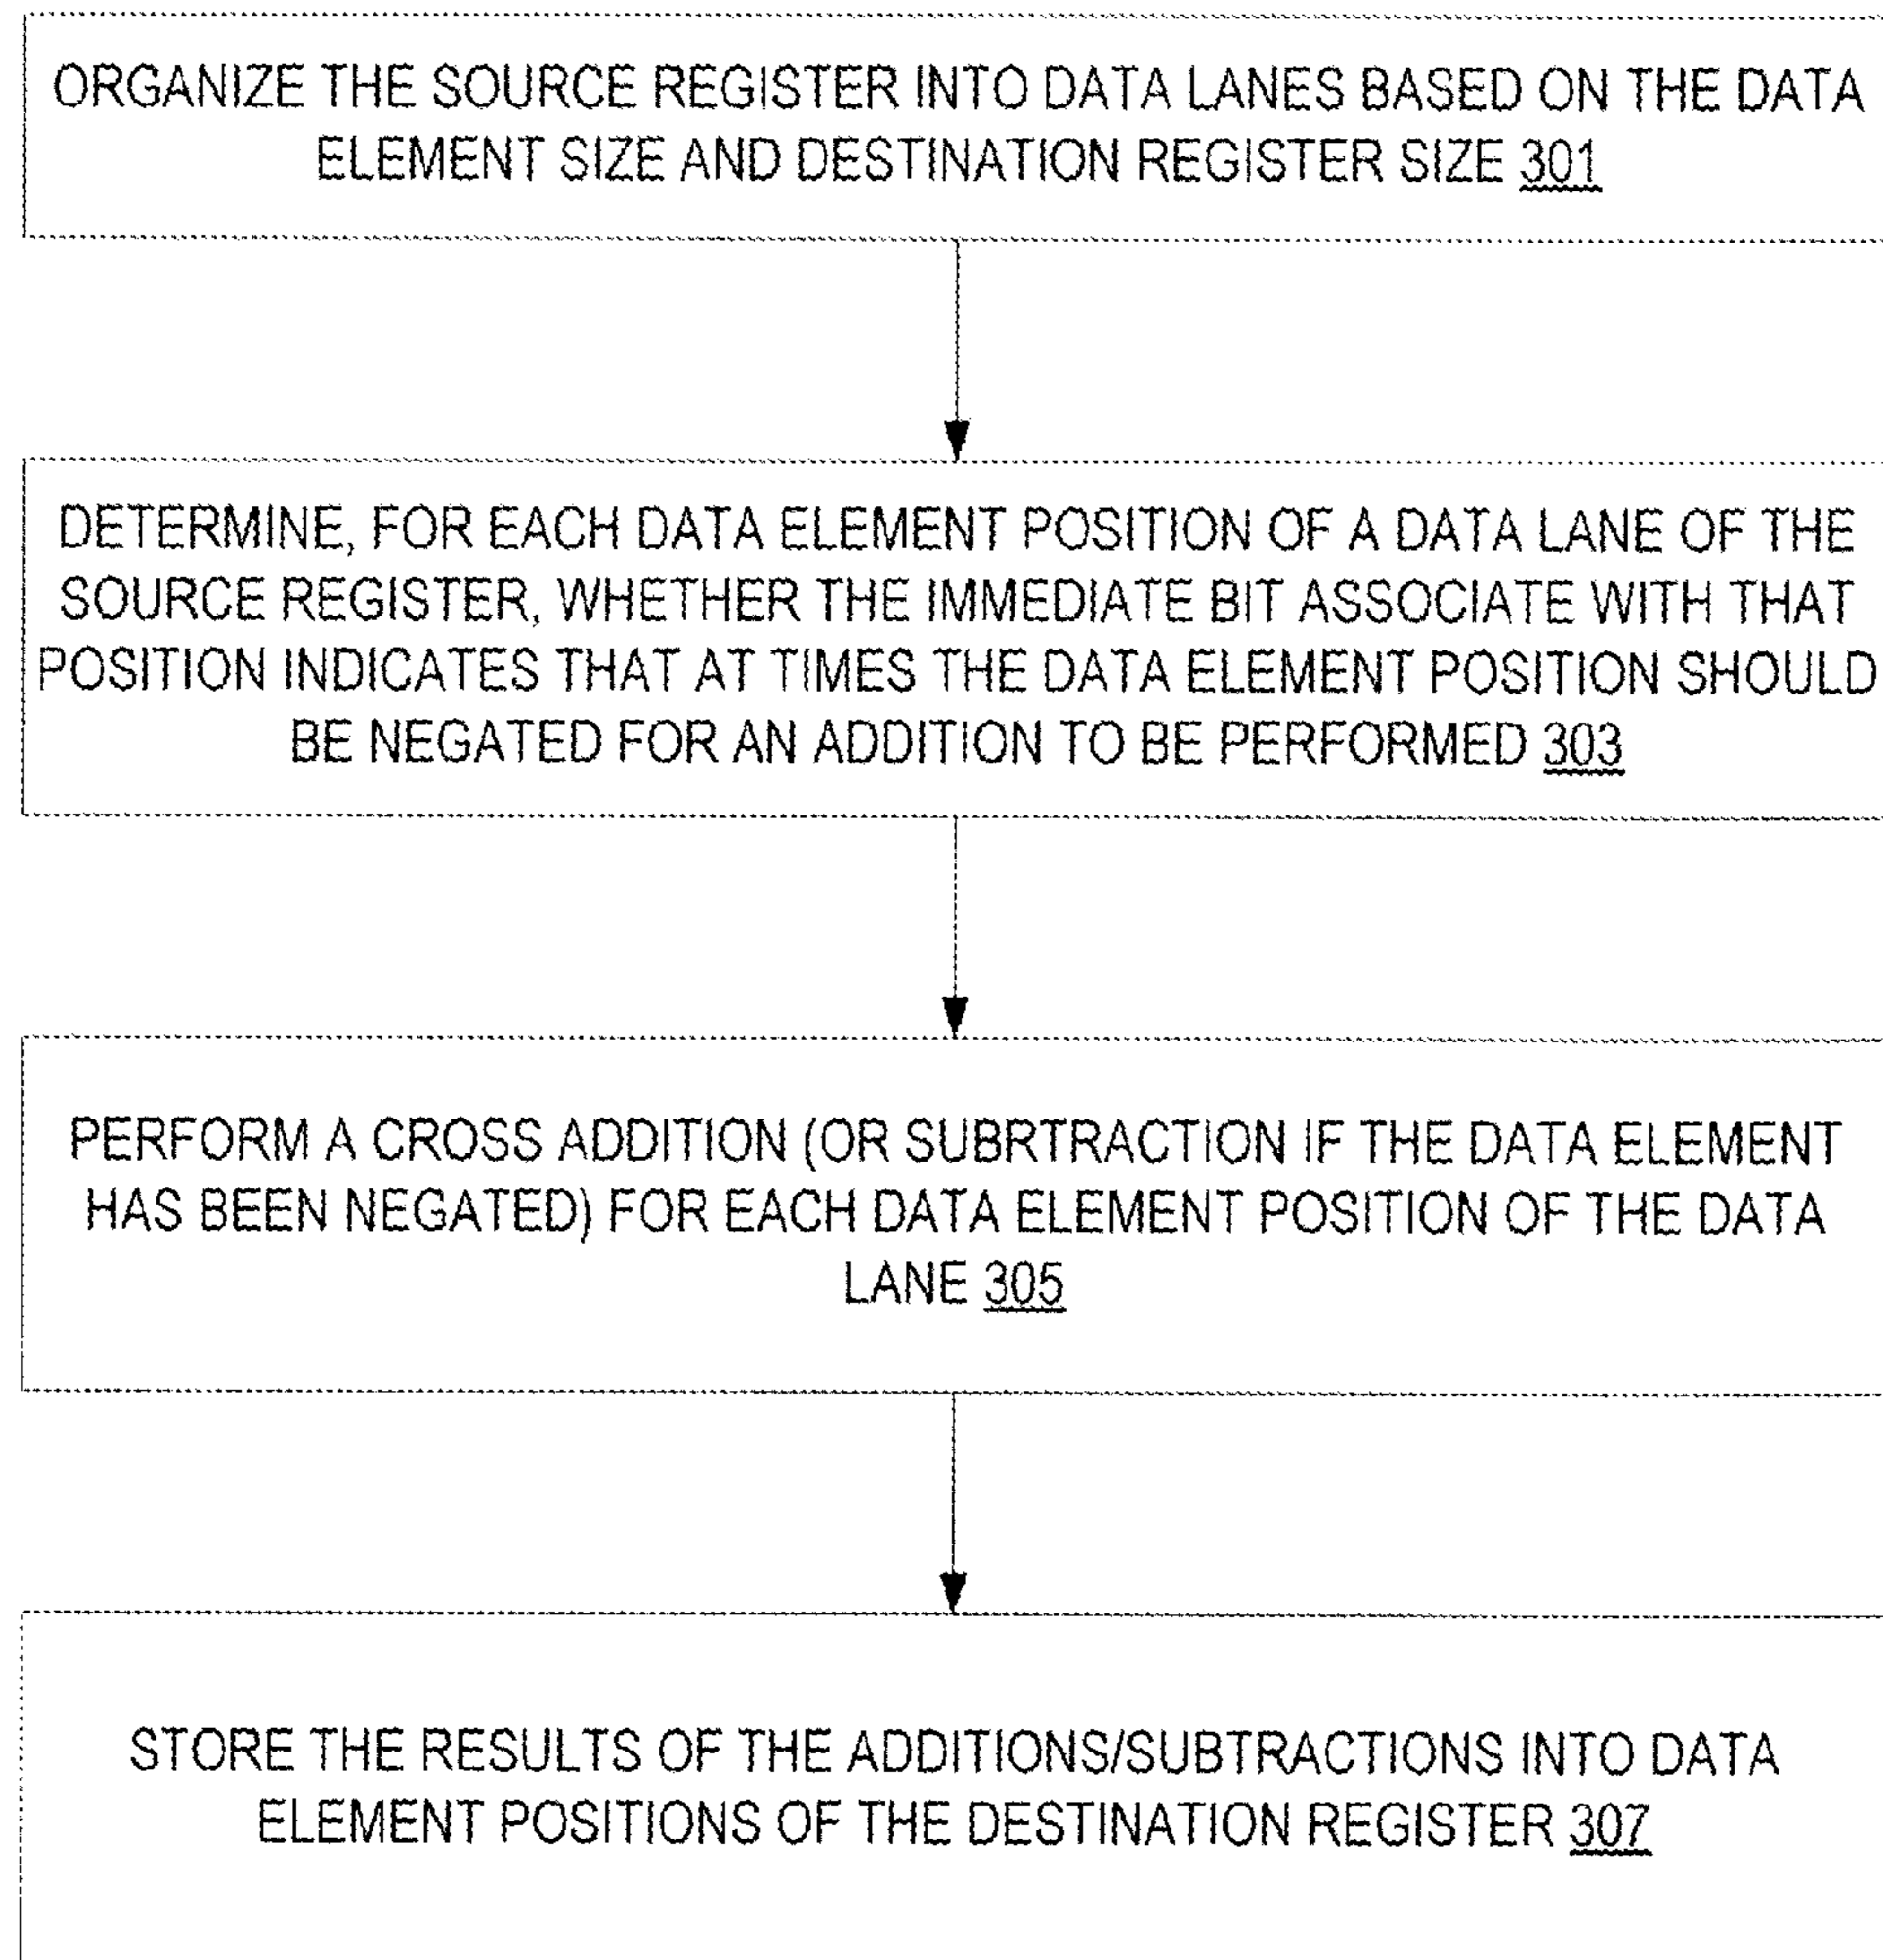 ORGANIZE THE SOURCE REGISTER INTO DATA LANES BASED ON THE DATA
ELEMENT SIZE AND DESTINATION REGISTER SIZE 301
DETERMINE, FOR EACH DATA ELEMENT POSITION OF A DATA LANE OF THE
SOURCE REGISTER, WHETHER THE IMMEDIATE BIT ASSOCIATE WITH THAT
POSITION INDICATES THAT AT TIMES THE DATA ELEMENT POSITION SHOULD
BE NEGATED FOR AN ADDITION TO BE PERFORMED 303
PERFORM A CROSS ADDITION (OR SUBRTRACTION IF THE DATA ELEMENT
HAS BEEN NEGATED) FOR EACH DATA ELEMENT POSITION OF THE DATA
LANE 305
STORE THE RESULTS OF THE ADDITIONS/SUBTRACTIONS INTO DATA
ELEMENT POSITIONS OF THE DESTINATION REGISTER 307